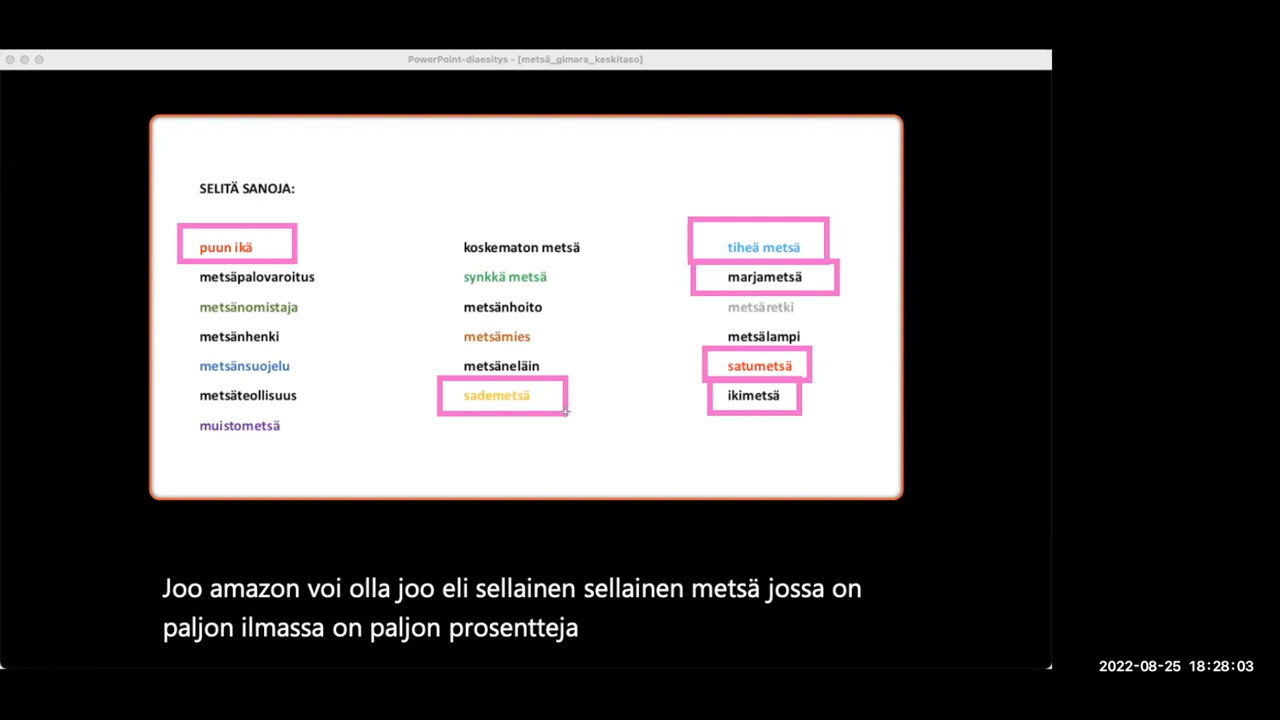 PowerPoint-diaesitys - [metsä_gimara_keskitaso]
SELITÄ SANOJA:
puun ikä
metsäpalovaroitus
metsänomistaja
metsänhenki
metsänsuojelu
metsäteollisuus
muistometsä
koskematon metsä
synkkä metsä
metsänhoito
metsämies
metsäneläin
sademetsä
tiheä metsä
marjametsä
metsäretki
metsälampi
satumetsä
ikimetsä
Joo amazon voi olla joo eli sellainen sellainen metsä jossa on
paljon ilmassa on paljon prosentteja
2022-08-25 18:28:03